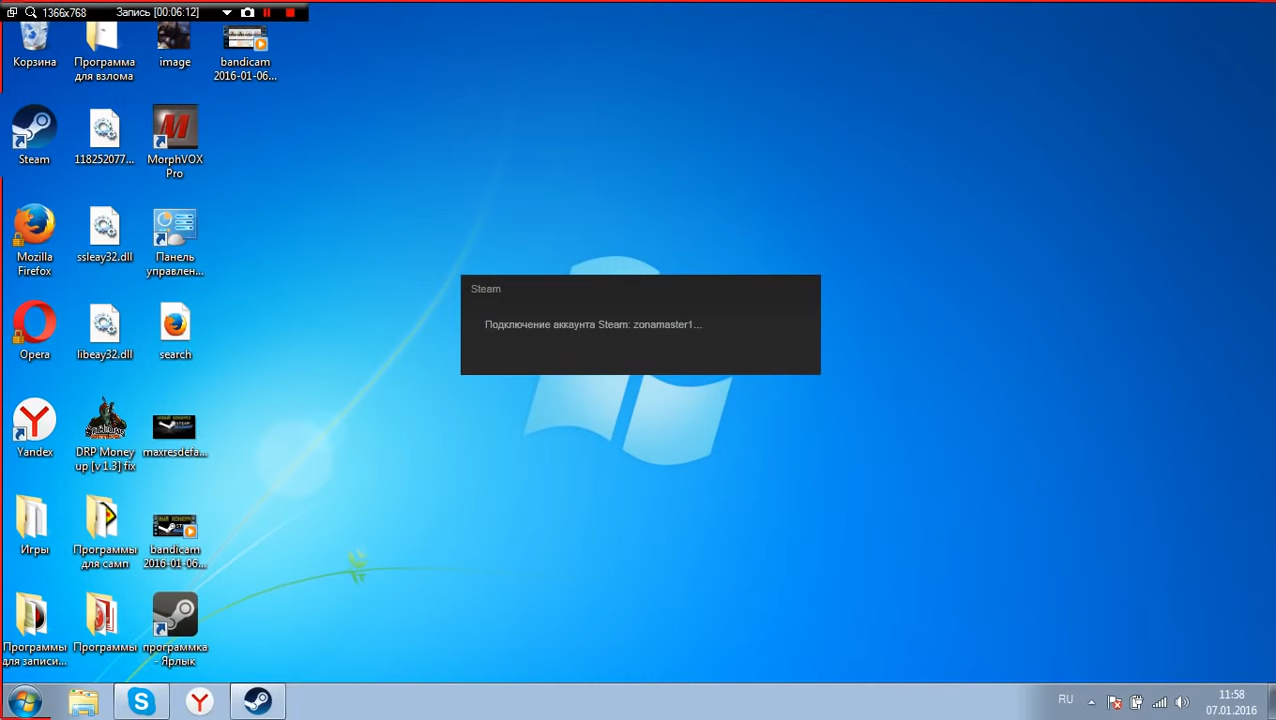 1366x768
Запись [00:06:12]
Корзина
Программа
для взлома
image
bandicam
2016-01-06...
Steam
118252077...
MorphVOX
Pro
Mozilla
Firefox
ssleay32.dll
Панель
управлен...
Opera
libeay32.dll
search
Yandex
DRP Money
up [v 1.3] fix
maxresdefa...
Игры
Программы
для самп
bandicam
2016-01-06...
Программы
для записи...
Программы
программка
- Ярлык
Steam
Подключение аккаунта Steam: zonamaster1...
RU
11:58
07.01.2016